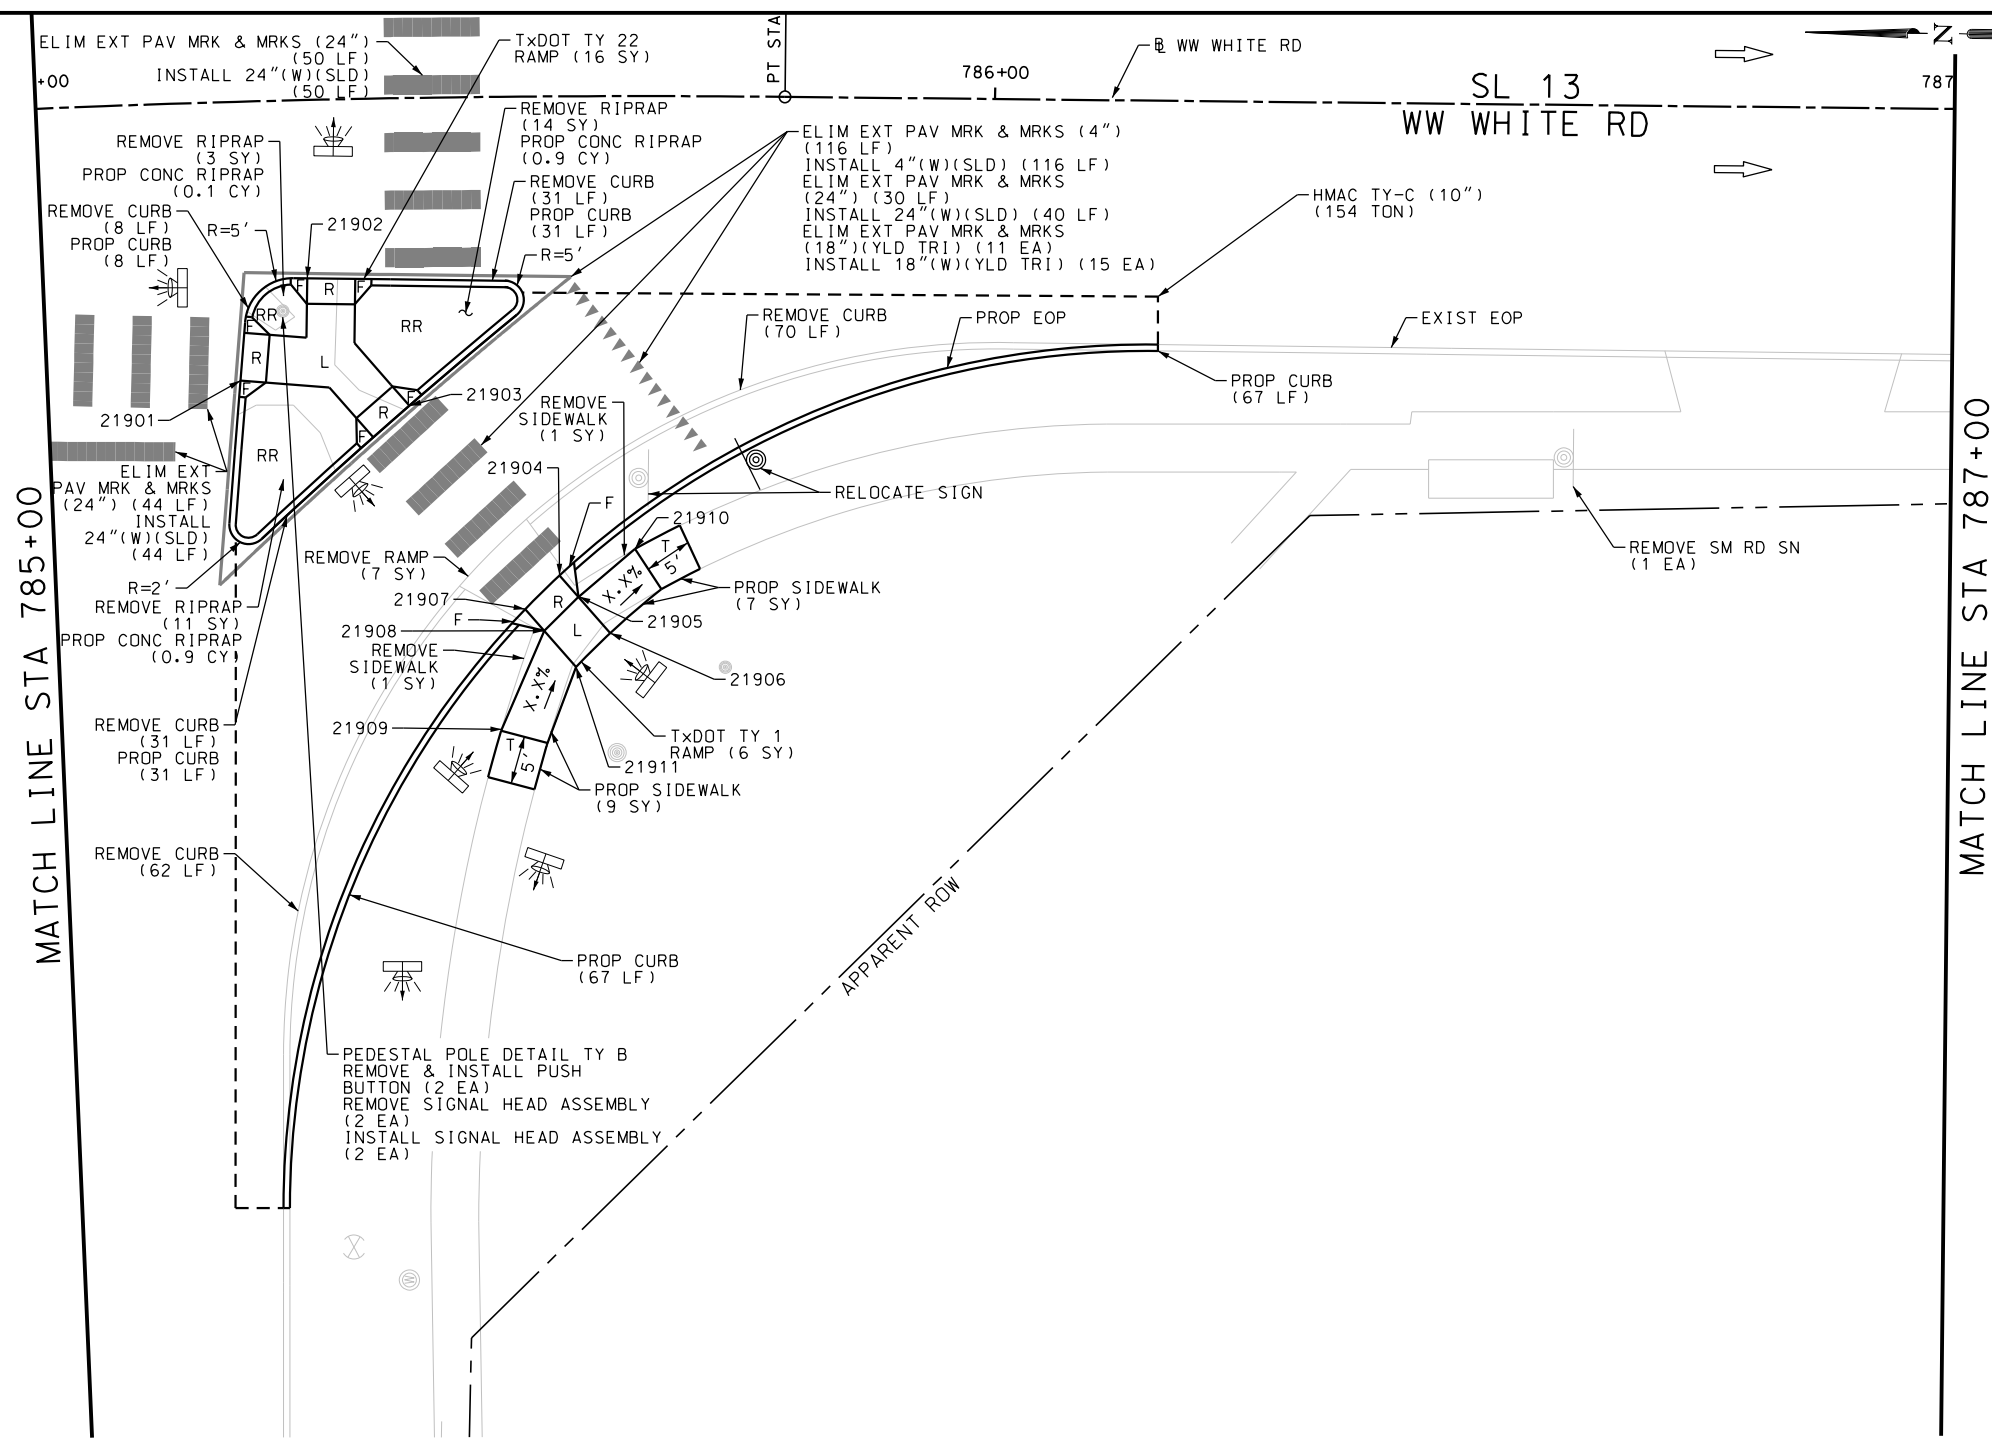 ELIM EXT PAV MRK & MRKS (24")
(50 LF)
INSTALL 24"(W)(SLD)
(50 LF)
+00
TxDOT TY 22
RAMP (16 SY)
PT STA
786+00
℄ WW WHITE RD
SL 13
WW WHITE RD
N
787
REMOVE RIPRAP
(3 SY)
PROP CONC RIPRAP
(0.1 CY)
REMOVE CURB
(8 LF)
PROP CURB
(8 LF)
R=5'
21902
REMOVE RIPRAP
(14 SY)
PROP CONC RIPRAP
(0.9 CY)
REMOVE CURB
(31 LF)
PROP CURB
(31 LF)
R=5'
ELIM EXT PAV MRK & MRKS (4")
(116 LF)
INSTALL 4"(W)(SLD) (116 LF)
ELIM EXT PAV MRK & MRKS
(24") (30 LF)
INSTALL 24"(W)(SLD) (40 LF)
ELIM EXT PAV MRK & MRKS
(18")(YLD TRI) (11 EA)
INSTALL 18"(W)(YLD TRI) (15 EA)
HMAC TY-C (10")
(154 TON)
F
R
F
RR
RR
F
R
L
F
R
F
F
RR
21901
21903
REMOVE CURB
(70 LF)
PROP EOP
EXIST EOP
PROP CURB
(67 LF)
REMOVE
SIDEWALK
(1 SY)
21904
F
21910
RELOCATE SIGN
REMOVE SM RD SN
(1 EA)
ELIM EXT
PAV MRK & MRKS
(24") (44 LF)
INSTALL
24"(W)(SLD)
(44 LF)
R=2'
REMOVE RIPRAP
(11 SY)
PROP CONC RIPRAP
(0.9 CY)
REMOVE RAMP
(7 SY)
21907
F
21908
REMOVE
SIDEWALK
(1 SY)
R
L
X.X%
T
5'
PROP SIDEWALK
(7 SY)
21905
21906
X.X%
21909
T
5'
TxDOT TY 1
RAMP (6 SY)
21911
PROP SIDEWALK
(9 SY)
REMOVE CURB
(31 LF)
PROP CURB
(31 LF)
REMOVE CURB
(62 LF)
PROP CURB
(67 LF)
APPARENT ROW
PEDESTAL POLE DETAIL TY B
REMOVE & INSTALL PUSH
BUTTON (2 EA)
REMOVE SIGNAL HEAD ASSEMBLY
(2 EA)
INSTALL SIGNAL HEAD ASSEMBLY
(2 EA)
W
MATCH LINE STA 785+00
MATCH LINE STA 787+00